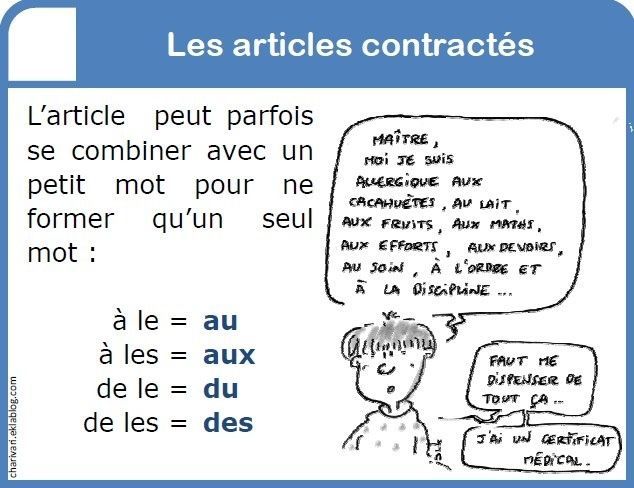 Les articles contractés
L'article peut parfois
se combiner avec un
petit mot pour ne
former qu'un seul
mot :
à le = au
à les = aux
de le = du
de les = des
MAÎTRE,
MOI JE SUIS
ALLERGIQUE AUX
CACAHUÈTES, AU LAIT,
AUX FRUITS, AUX MATHS,
AUX EFFORTS, AUX DEVOIRS,
AU SOIN, À L'ORDRE ET
À LA DISCIPLINE...
FAUT ME
DISPENSER DE
TOUT ÇA...
J'AI UN CERTIFICAT
MÉDICAL.
charivari.eklablog.com